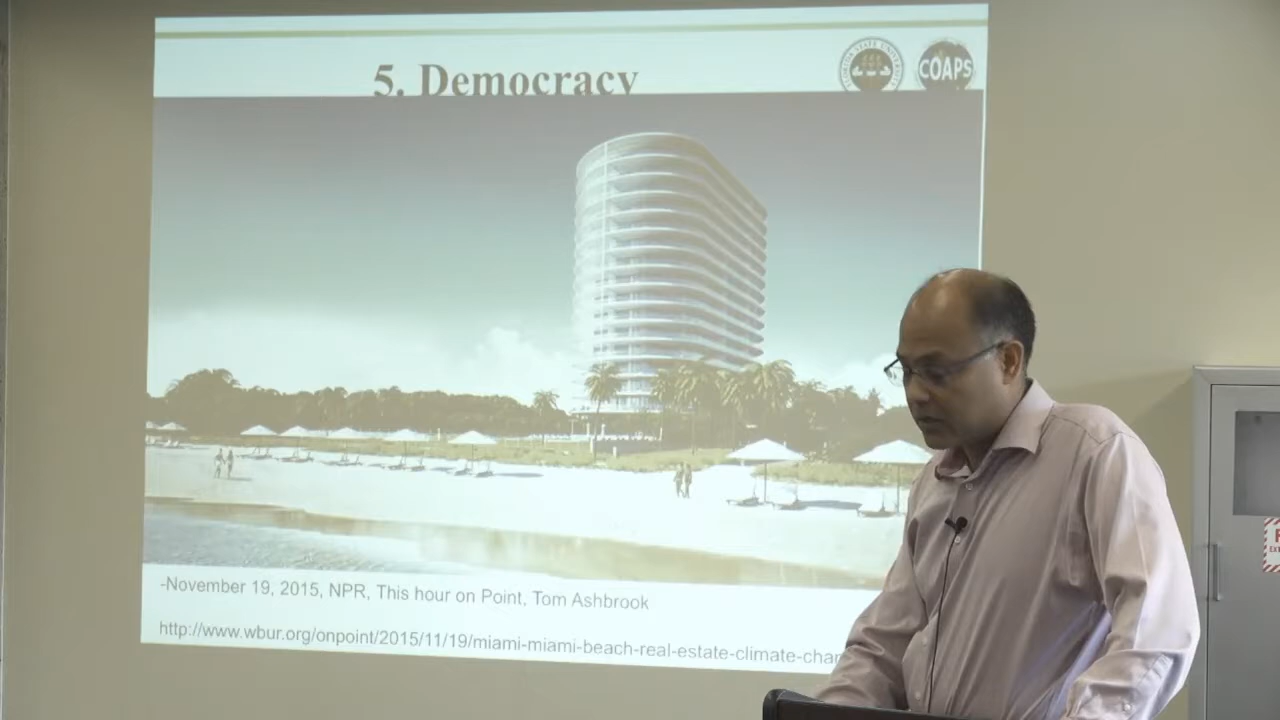 5. Democracy
COAPS
-November 19, 2015, NPR, This hour on Point, Tom Ashbrook
http://www.wbur.org/onpoint/2015/11/19/miami-miami-beach-real-estate-climate-char